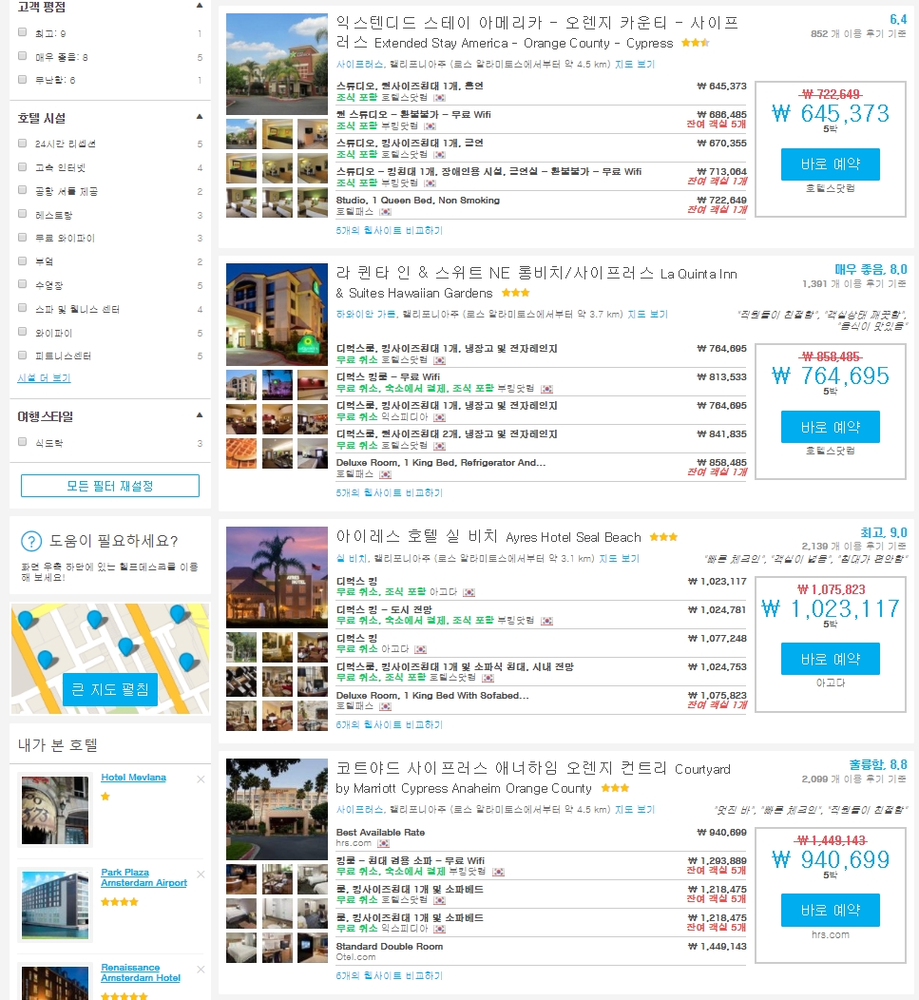 고객 평점
최고: 9 1
매우 좋음: 8 5
무난함: 6 1
호텔 시설
24시간 리셉션 5
고속 인터넷 4
공항 셔틀 제공 2
레스토랑 3
무료 와이파이 3
부엌 2
수영장 5
스파 및 웰니스 센터 4
와이파이 5
피트니스센터 5
시설 더 보기
여행스타일
식도락 3
모든 필터 재설정
도움이 필요하세요?
화면 우측 하단에 있는 헬프데스크를 이용
해 보세요!
큰 지도 펼침
내가 본 호텔
Hotel Mevlana
Park Plaza
Amsterdam Airport
Renaissance
Amsterdam Hotel
익스텐디드 스테이 아메리카 - 오렌지 카운티 - 사이프
러스 Extended Stay America - Orange County - Cypress
6,4
852 개 이용 후기 기준
사이프러스, 캘리포니아주 (로스 알라미토스에서부터 약 4.5 km) 지도 보기
스튜디오, 퀸사이즈침대 1개, 흡연 ₩ 645,373
조식 포함 호텔스닷컴
퀸 스튜디오 - 환불불가 - 무료 Wifi ₩ 686,485
조식 포함 부킹닷컴 잔여 객실 5개
스튜디오, 킹사이즈침대 1개, 금연 ₩ 670,355
조식 포함 호텔스닷컴
스튜디오 - 킹침대 1개, 장애인용 시설, 금연실 - 환불불가 - 무료 Wifi ₩ 713,064
조식 포함 부킹닷컴 잔여 객실 1개
Studio, 1 Queen Bed, Non Smoking ₩ 722,649
호텔패스 잔여 객실 1개
5개의 웹사이트 비교하기
₩ 722,649
₩ 645,373
5박
바로 예약
호텔스닷컴
라 퀸타 인 & 스위트 NE 롱비치/사이프러스 La Quinta Inn
& Suites Hawaiian Gardens
매우 좋음, 8,0
1,391 개 이용 후기 기준
하와이안 가든, 캘리포니아주 (로스 알라미토스에서부터 약 3.7 km) 지도 보기
"직원들이 친절함", "객실상태 깨끗함",
"음식이 맛있음"
디럭스룸, 킹사이즈침대 1개, 냉장고 및 전자레인지 ₩ 764,695
무료 취소 호텔스닷컴
디럭스 킹룸 - 무료 Wifi ₩ 813,533
무료 취소, 숙소에서 결제, 조식 포함 부킹닷컴
디럭스룸, 킹사이즈침대 1개, 냉장고 및 전자레인지 ₩ 764,695
무료 취소 익스피디아
디럭스룸, 퀸사이즈침대 2개, 냉장고 및 전자레인지 ₩ 841,835
무료 취소 호텔스닷컴
Deluxe Room, 1 King Bed, Refrigerator And... ₩ 858,485
호텔패스 잔여 객실 1개
6개의 웹사이트 비교하기
₩ 858,485
₩ 764,695
5박
바로 예약
호텔스닷컴
아이레스 호텔 실 비치 Ayres Hotel Seal Beach
최고, 9,0
2,139 개 이용 후기 기준
실 비치, 캘리포니아주 (로스 알라미토스에서부터 약 3.1 km) 지도 보기
"빠른 체크인", "객실이 넓음", "침대가 편안함"
디럭스 킹 ₩ 1,023,117
무료 취소, 조식 포함 아고다
디럭스 킹 - 도시 전망 ₩ 1,024,781
무료 취소, 숙소에서 결제, 조식 포함 부킹닷컴
디럭스 킹 ₩ 1,077,248
무료 취소 아고다
디럭스룸, 킹사이즈침대 1개 및 소파식 침대, 시내 전망 ₩ 1,024,753
무료 취소, 조식 포함 호텔스닷컴
Deluxe Room, 1 King Bed With Sofabed... ₩ 1,075,823
호텔패스 잔여 객실 1개
6개의 웹사이트 비교하기
₩ 1,075,823
₩ 1,023,117
5박
바로 예약
아고다
코트야드 사이프러스 애너하임 오렌지 컨트리 Courtyard
by Marriott Cypress Anaheim Orange County
훌륭함, 8,8
2,099 개 이용 후기 기준
사이프러스, 캘리포니아주 (로스 알라미토스에서부터 약 4.5 km) 지도 보기
"멋진 바", "빠른 체크인", "직원들이 친절함"
Best Available Rate ₩ 940,699
hrs.com
킹룸 - 침대 겸용 소파 - 무료 Wifi ₩ 1,293,889
무료 취소, 숙소에서 결제 부킹닷컴 잔여 객실 5개
룸, 킹사이즈침대 1개 및 소파베드 ₩ 1,218,475
무료 취소 호텔스닷컴 잔여 객실 5개
룸, 킹사이즈침대 1개 및 소파베드 ₩ 1,218,475
무료 취소 익스피디아 잔여 객실 5개
Standard Double Room ₩ 1,449,143
Otel.com
6개의 웹사이트 비교하기
₩ 1,449,143
₩ 940,699
5박
바로 예약
hrs.com